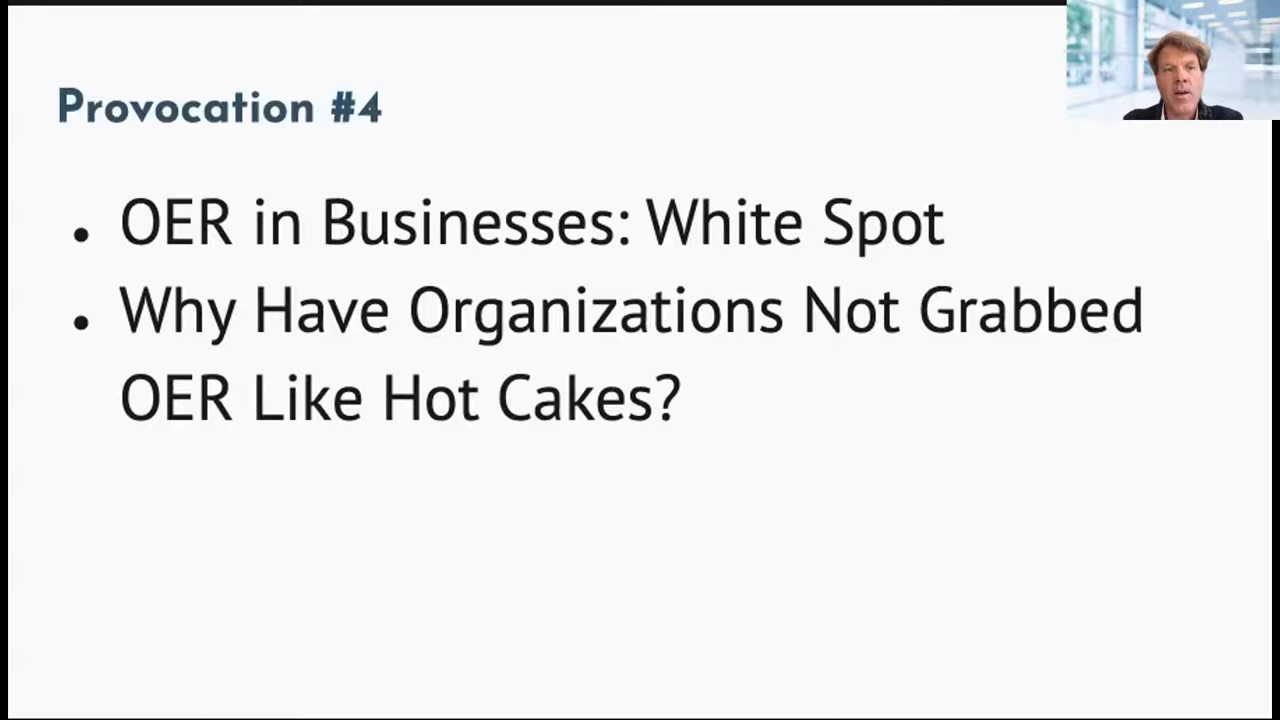 Provocation #4
• OER in Businesses: White Spot
• Why Have Organizations Not Grabbed
OER Like Hot Cakes?